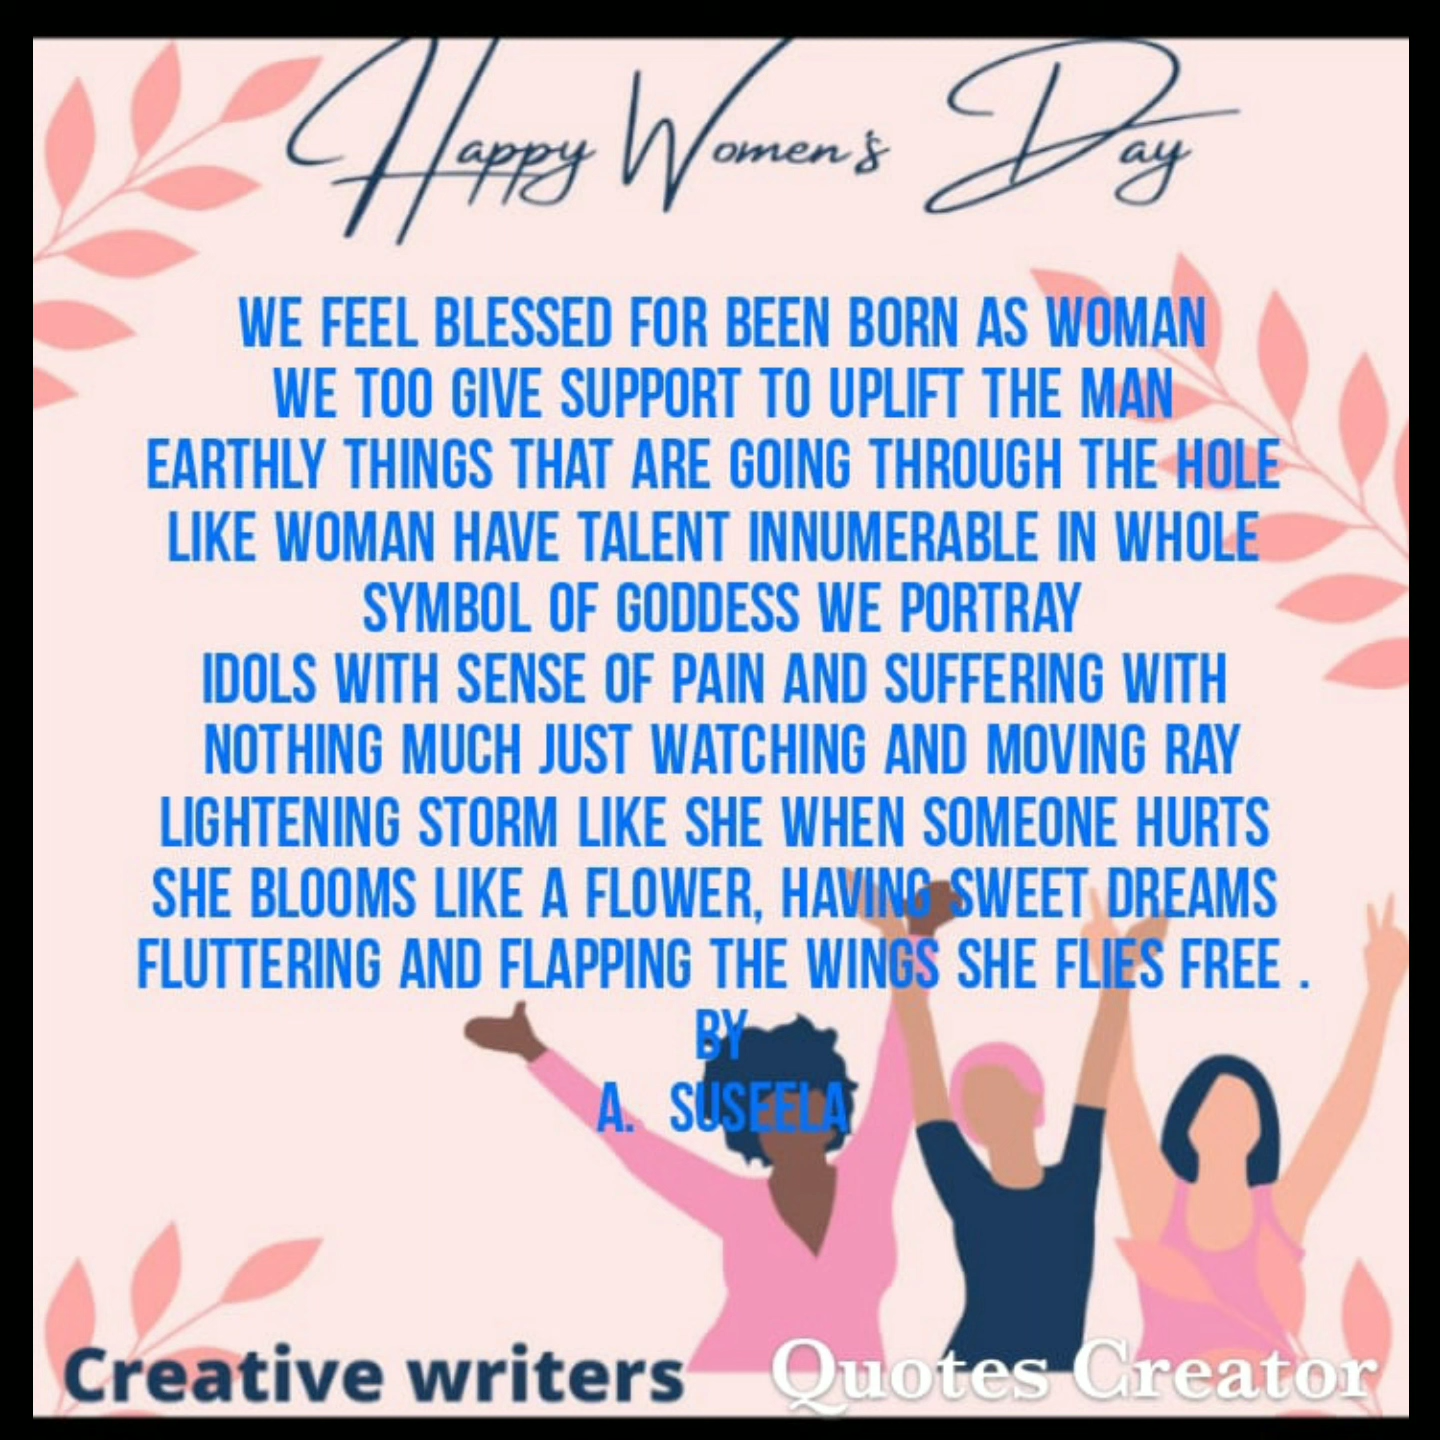 Happy Women's Day
WE FEEL BLESSED FOR BEEN BORN AS WOMAN
WE TOO GIVE SUPPORT TO UPLIFT THE MAN
EARTHLY THINGS THAT ARE GOING THROUGH THE HOLE
LIKE WOMAN HAVE TALENT INNUMERABLE IN WHOLE
SYMBOL OF GODDESS WE PORTRAY
IDOLS WITH SENSE OF PAIN AND SUFFERING WITH
NOTHING MUCH JUST WATCHING AND MOVING RAY
LIGHTENING STORM LIKE SHE WHEN SOMEONE HURTS
SHE BLOOMS LIKE A FLOWER, HAVING SWEET DREAMS
FLUTTERING AND FLAPPING THE WINGS SHE FLIES FREE .
BY
A. SUSEELA
Creative writers
Quotes Creator